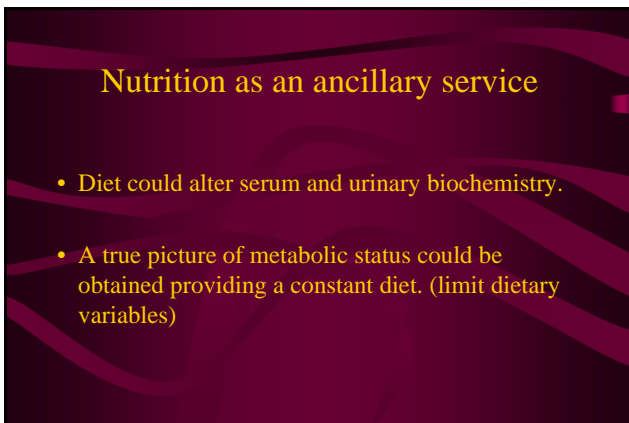 Nutrition as an ancillary service
• Diet could alter serum and urinary biochemistry.
• A true picture of metabolic status could be
obtained providing a constant diet. (limit dietary
variables)